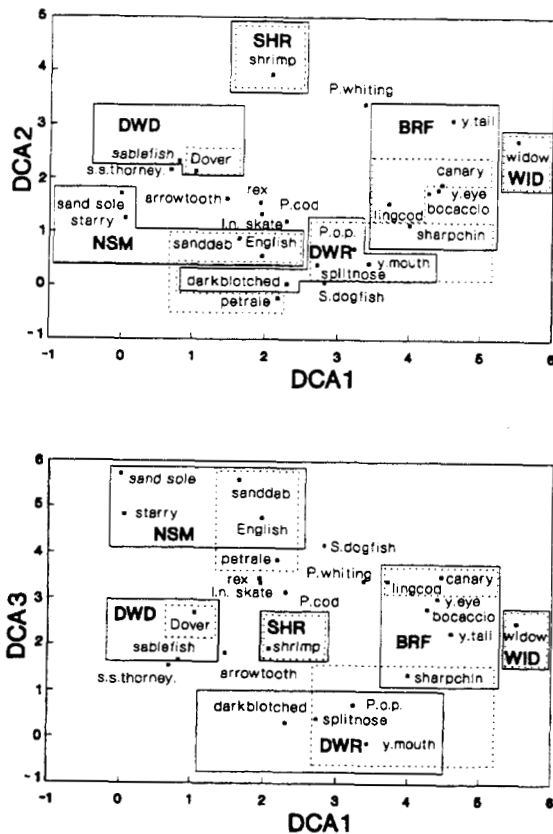 5
SHR
shrimp
4
P.whiting
3
DWD
BRF
y.tail
DCA2
sablefish
Dover
canary
widow
2
s.s.thorney.
WID
sand sole
arrowtooth
rex
P.cod
y.eye
bocaccio
starry
l.n. skate
lingcod
1
NSM
sanddab
English
P.o.p.
DWR
sharpchin
y.mouth
splitnose
0
darkblotched
petrale
S.dogfish
-1
-1 0 1 2 3 4 5 6
DCA1
6
sand sole
sanddab
5
starry
NSM
English
4
S.dogfish
petrale
P.whiting
canary
rex
l.n. skate
lingcod
3
P.cod
y.eye
DWD
Dover
SHR
bocaccio
DCA3
2
sablefish
shrimp
BRF
y.tail
widow
WID
s.s.thorney.
arrowtooth
sharpchin
1
darkblotched
P.o.p.
splitnose
0
DWR
y.mouth
-1
-1 0 1 2 3 4 5 6
DCA1